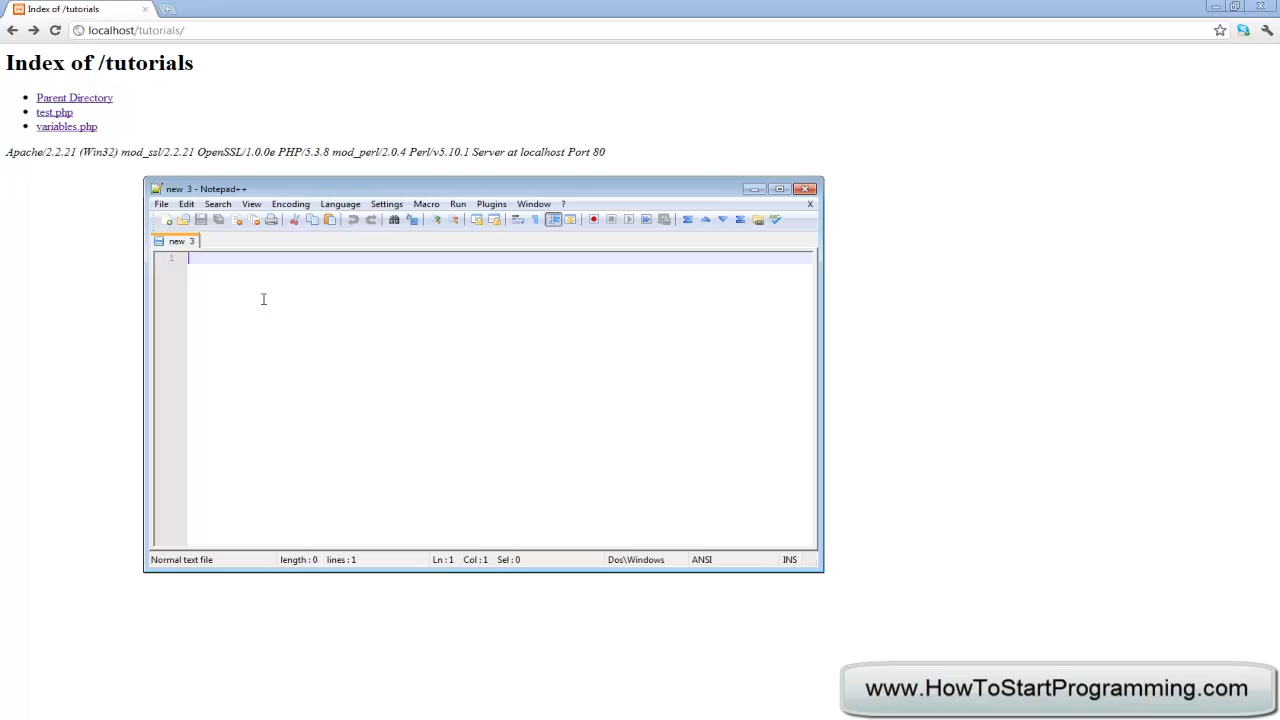 Index of /tutorials
localhost/tutorials/
Index of /tutorials
Parent Directory
test.php
variables.php
Apache/2.2.21 (Win32) mod_ssl/2.2.21 OpenSSL/1.0.0e PHP/5.3.8 mod_perl/2.0.4 Perl/v5.10.1 Server at localhost Port 80
new 3 - Notepad++
File Edit Search View Encoding Language Settings Macro Run Plugins Window ? X
new 3
1
Normal text file length : 0 lines : 1 Ln : 1 Col : 1 Sel : 0 Dos\Windows ANSI INS
www.HowToStartProgramming.com